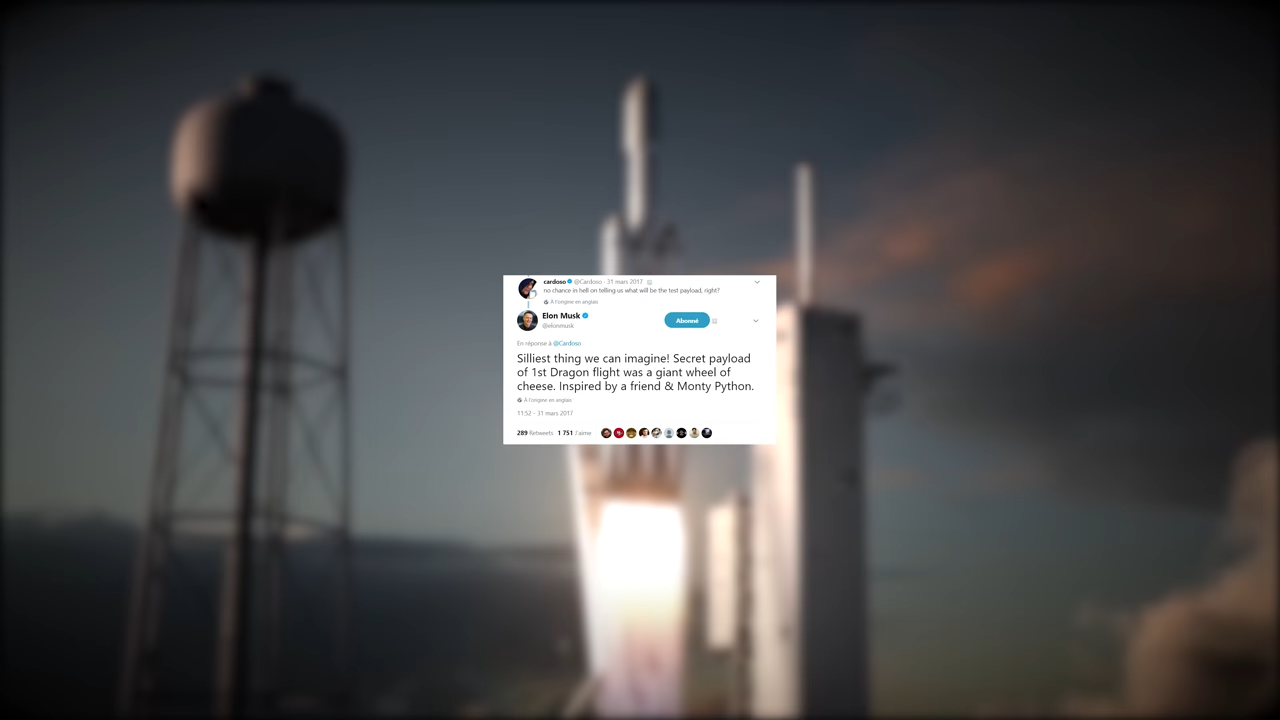 cardoso @Cardoso · 31 mars 2017
no chance in hell on telling us what will be the test payload, right?
À l'origine en anglais
Elon Musk
@elonmusk
Abonné
En réponse à @Cardoso
Silliest thing we can imagine! Secret payload
of 1st Dragon flight was a giant wheel of
cheese. Inspired by a friend & Monty Python.
À l'origine en anglais
11:52 - 31 mars 2017
289 Retweets 1 751 J'aime